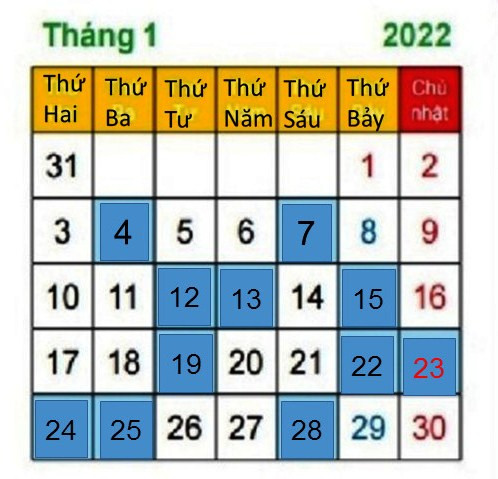 Tháng 1 2022
Thứ Hai Thứ Ba Thứ Tư Thứ Năm Thứ Sáu Thứ Bảy Chủ nhật
31 1 2
3 4 5 6 7 8 9
10 11 12 13 14 15 16
17 18 19 20 21 22 23
24 25 26 27 28 29 30